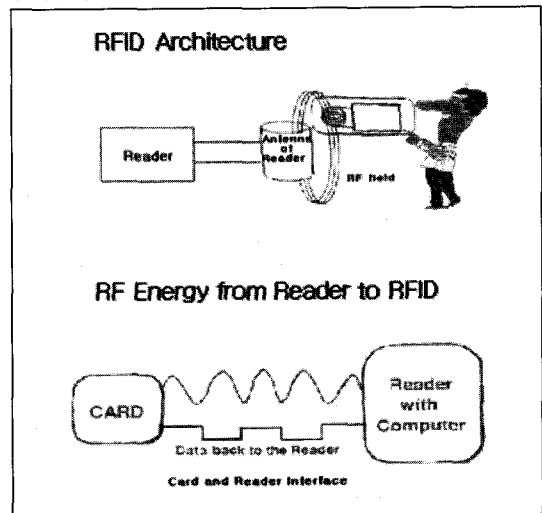 RFID Architecture
Reader
Antenna
of
Reader
RF field
RF Energy from Reader to RFID
CARD
Reader
with
Computer
Data back to the Reader
Card and Reader Interface